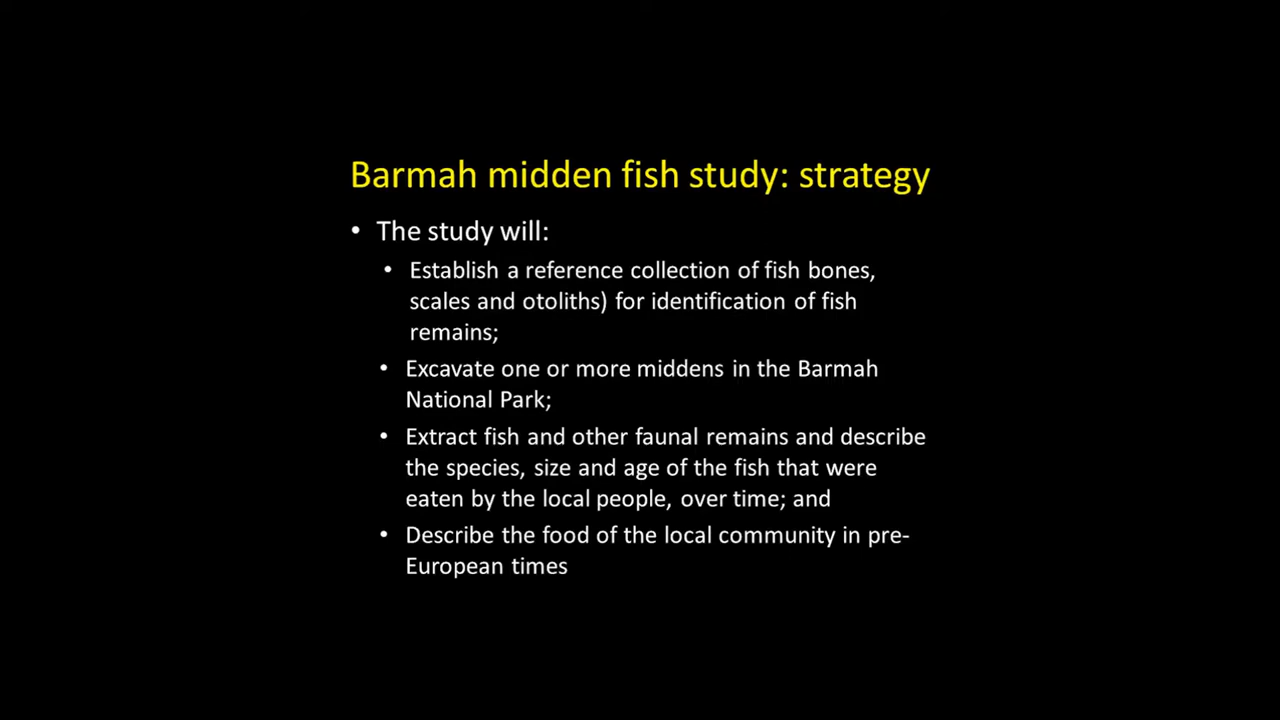 Barmah midden fish study: strategy
• The study will:
• Establish a reference collection of fish bones,
scales and otoliths) for identification of fish
remains;
• Excavate one or more middens in the Barmah
National Park;
• Extract fish and other faunal remains and describe
the species, size and age of the fish that were
eaten by the local people, over time; and
• Describe the food of the local community in pre-
European times